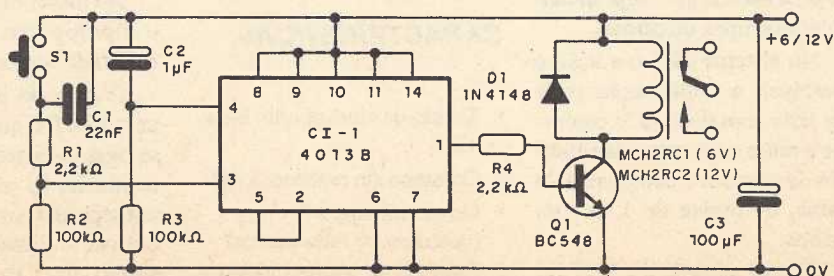 S1
C1
22nF
C2
1µF
R1
2,2kΩ
R2
100kΩ
R3
100kΩ
8
9
10
11
14
4
3
CI-1
4013B
1
5
2
6
7
R4
2,2kΩ
D1
1N4148
Q1
BC548
MCH2RC1 (6V)
MCH2RC2 (12V)
C3
100µF
+6/12V
0V